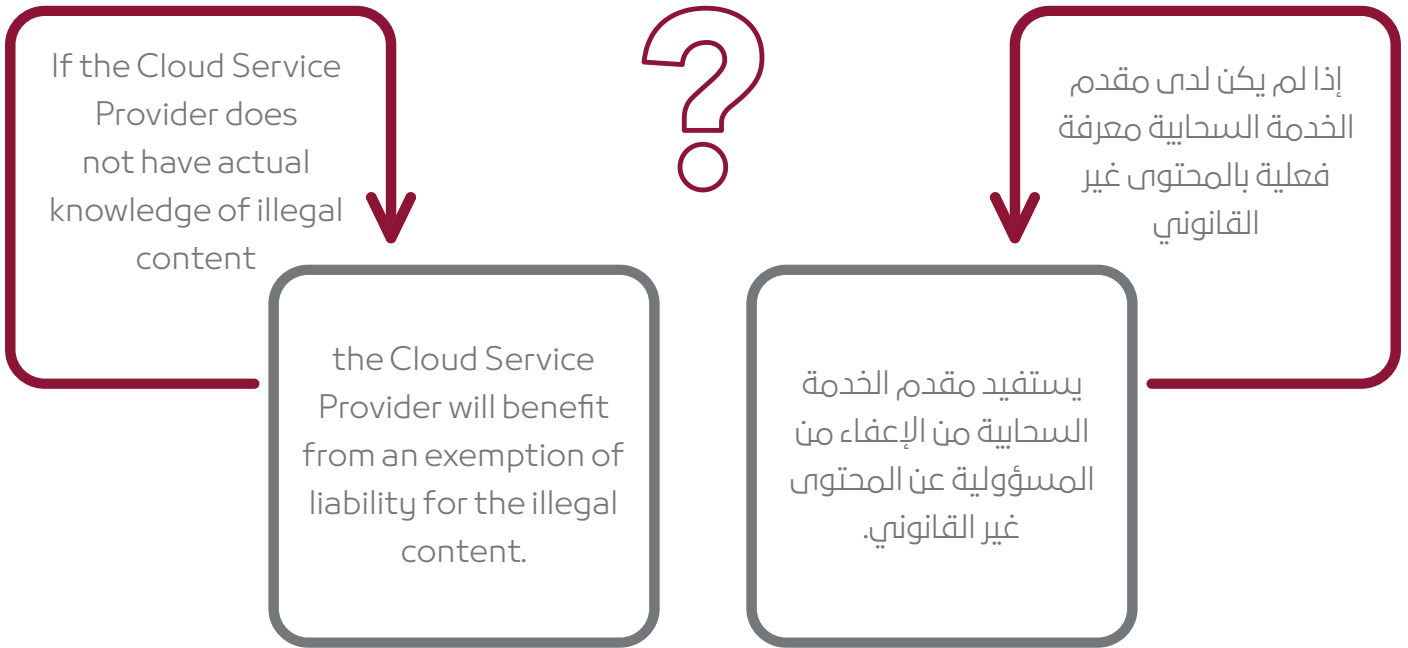 If the Cloud Service
Provider does
not have actual
knowledge of illegal
content
the Cloud Service
Provider will benefit
from an exemption of
liability for the illegal
content.
?
إذا لم يكن لدى مقدم
الخدمة السحابية معرفة
فعلية بالمحتوى غير
القانوني
يستفيد مقدم الخدمة
السحابية من الإعفاء من
المسؤولية عن المحتوى
غير القانوني.